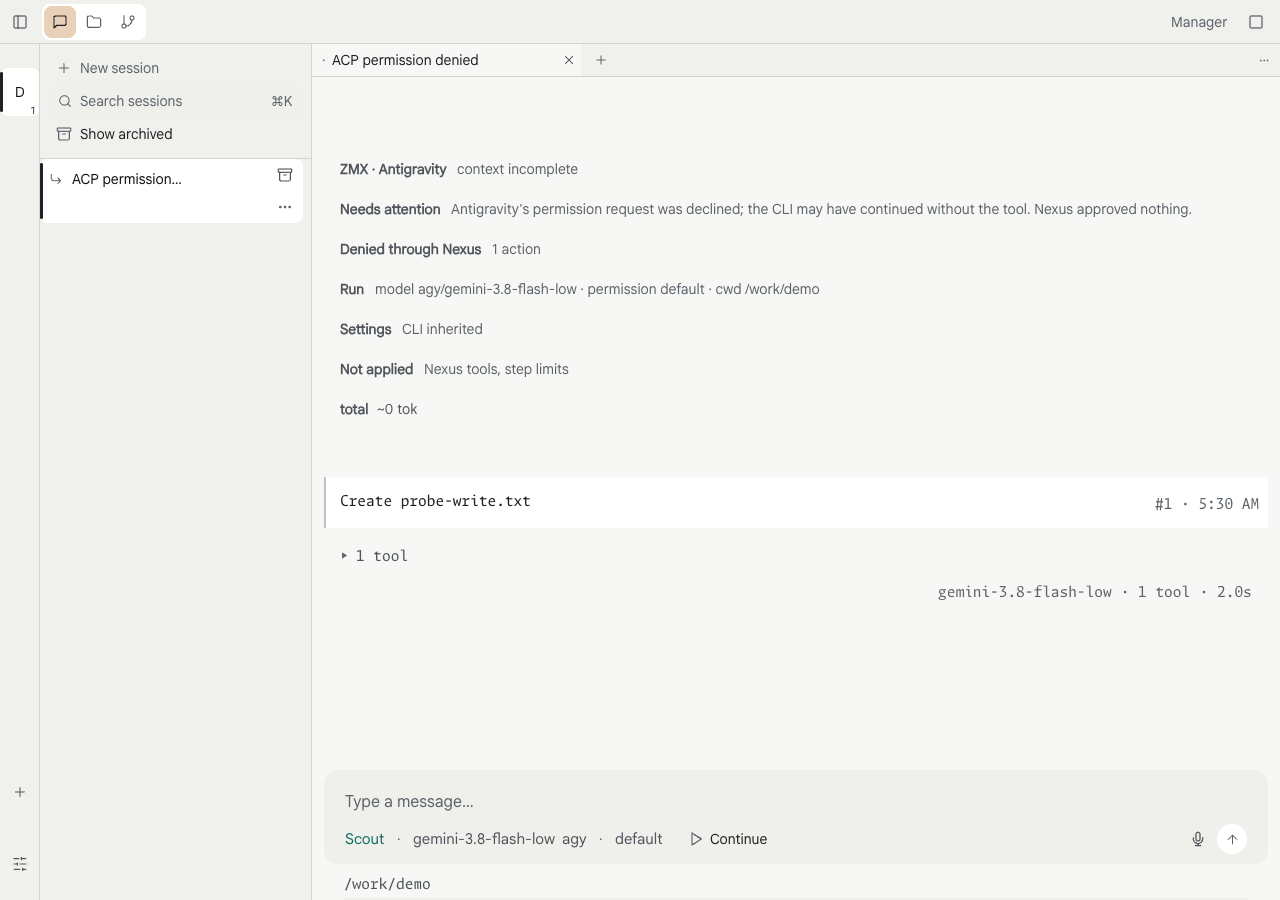 Manager
D
1
New session
Search sessions ⌘K
Show archived
ACP permission...
...
· ACP permission denied
...
ZMX · Antigravity context incomplete
Needs attention Antigravity's permission request was declined; the CLI may have continued without the tool. Nexus approved nothing.
Denied through Nexus 1 action
Run model agy/gemini-3.8-flash-low · permission default · cwd /work/demo
Settings CLI inherited
Not applied Nexus tools, step limits
total ~0 tok
Create probe-write.txt #1 · 5:30 AM
1 tool
gemini-3.8-flash-low · 1 tool · 2.0s
Type a message...
Scout · gemini-3.8-flash-low agy · default Continue
/work/demo